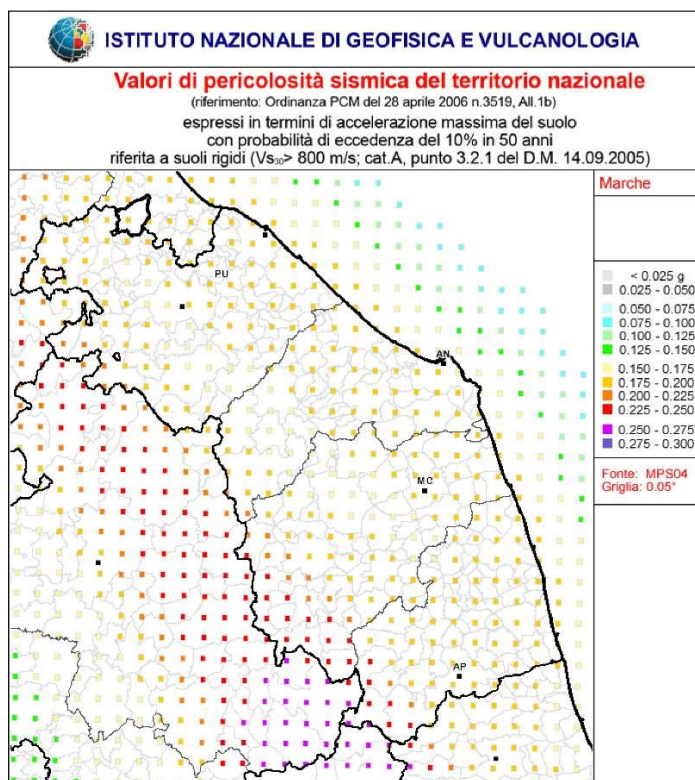 ISTITUTO NAZIONALE DI GEOFISICA E VULCANOLOGIA
Valori di pericolosità sismica del territorio nazionale
(riferimento: Ordinanza PCM del 28 aprile 2006 n.3519, All.1b)
espressi in termini di accelerazione massima del suolo
con probabilità di eccedenza del 10% in 50 anni
riferita a suoli rigidi (Vs30> 800 m/s; cat.A, punto 3.2.1 del D.M. 14.09.2005)
Marche
PU
AN
MC
AP
< 0.025 g
0.025 - 0.050
0.050 - 0.075
0.075 - 0.100
0.100 - 0.125
0.125 - 0.150
0.150 - 0.175
0.175 - 0.200
0.200 - 0.225
0.225 - 0.250
0.250 - 0.275
0.275 - 0.300
Fonte: MPS04
Griglia: 0.05°